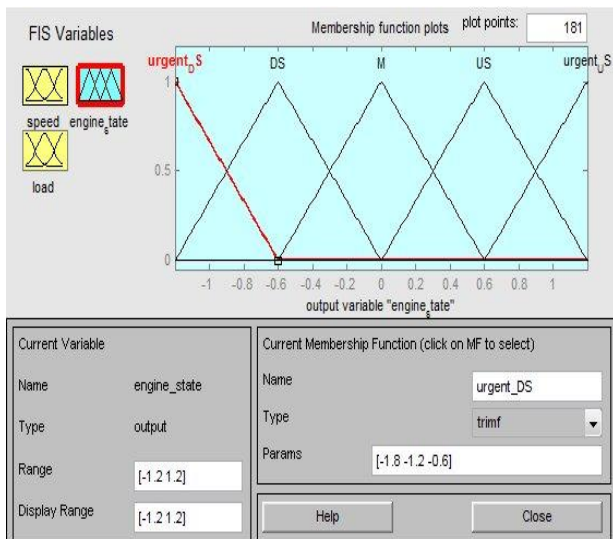 FIS Variables
speed engine_state
load
Membership function plots plot points: 181
urgent_DS DS M US urgent_US
1
0.5
0
-1 -0.8 -0.6 -0.4 -0.2 0 0.2 0.4 0.6 0.8 1
output variable "engine_state"
Current Variable
Name engine_state
Type output
Range [-1.2 1.2]
Display Range [-1.2 1.2]
Current Membership Function (click on MF to select)
Name urgent_DS
Type trimf
Params [-1.8 -1.2 -0.6]
Help Close